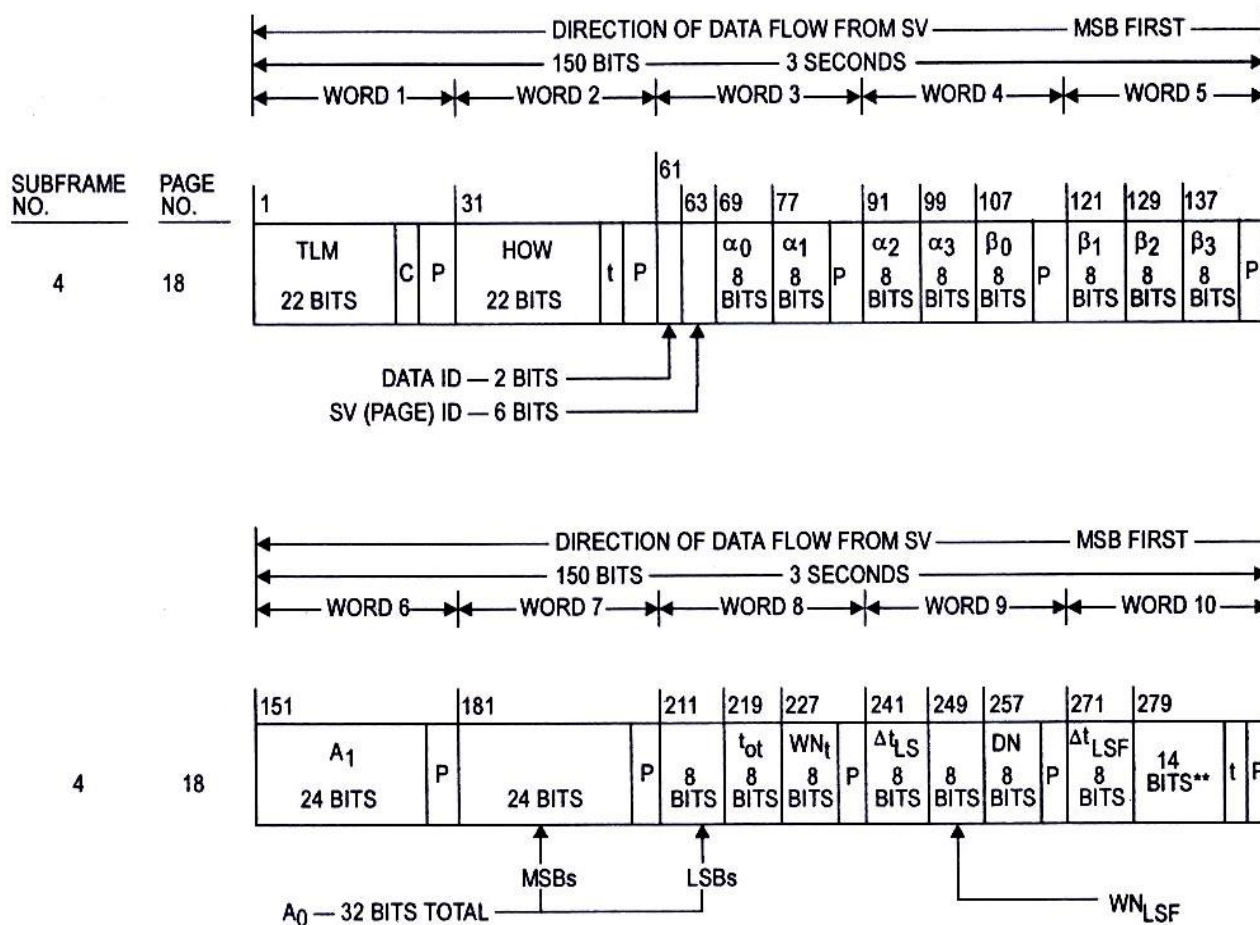 DIRECTION OF DATA FLOW FROM SV MSB FIRST
150 BITS 3 SECONDS
WORD 1 WORD 2 WORD 3 WORD 4 WORD 5
61
SUBFRAME PAGE
NO. NO.
1 31 63 69 77 91 99 107 121 129 137
TLM HOW α0 α1 α2 α3 β0 β1 β2 β3
4 18 C P t P 8 8 P 8 8 8 P 8 8 8 P
22 BITS 22 BITS BITS BITS BITS BITS BITS BITS BITS BITS
DATA ID — 2 BITS
SV (PAGE) ID — 6 BITS
DIRECTION OF DATA FLOW FROM SV MSB FIRST
150 BITS 3 SECONDS
WORD 6 WORD 7 WORD 8 WORD 9 WORD 10
151 181 211 219 227 241 249 257 271 279
A1 tot WNt ΔtLS DN ΔtLSF 14
4 18 P P 8 8 8 P 8 8 8 P 8 BITS** t P
24 BITS 24 BITS BITS BITS BITS BITS BITS BITS BITS
MSBs LSBs
A0 — 32 BITS TOTAL
WNLSF